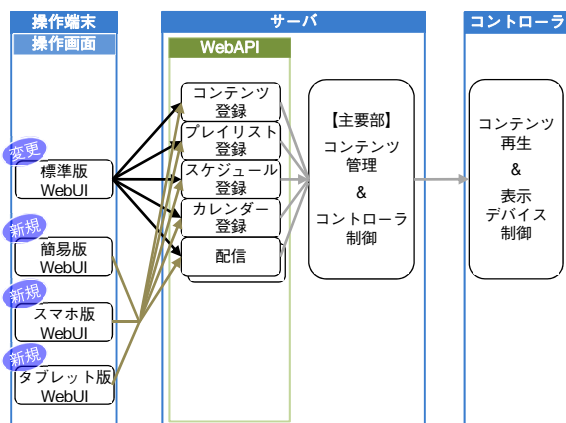 操作端末
操作画面
変更
標準版
WebUI
新規
簡易版
WebUI
新規
スマホ版
WebUI
新規
タブレット版
WebUI
サーバ
WebAPI
コンテンツ
登録
プレイリスト
登録
スケジュール
登録
カレンダー
登録
配信
【主要部】
コンテンツ
管理
&
コントローラ
制御
コントローラ
コンテンツ
再生
&
表示
デバイス
制御